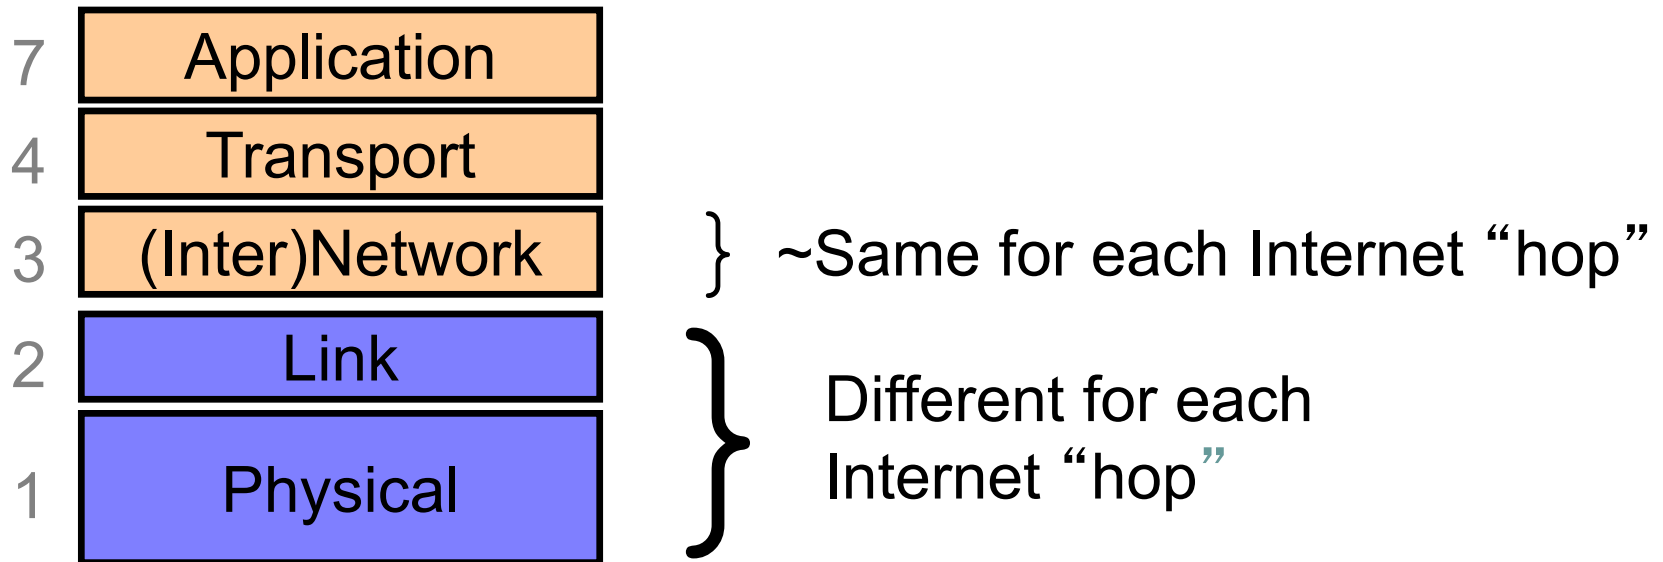 7 Application
4 Transport
3 (Inter)Network } ~Same for each Internet “hop”
2 Link
} Different for each
Internet “hop”
1 Physical